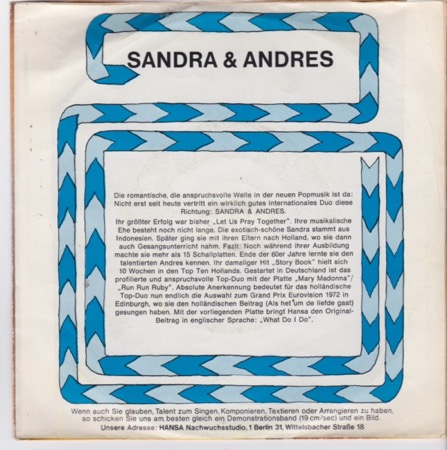 SANDRA & ANDRES
Die romantische, die anspruchsvolle Welle in der neuen Popmusik ist da:
Nicht erst seit heute vertritt ein wirklich gutes internationales Duo diese
Richtung: SANDRA & ANDRES.
Ihr größter Erfolg war bisher „Let Us Pray Together". Ihre musikalische
Ehe besteht noch nicht lange. Die exotisch-schöne Sandra stammt aus
Indonesien. Später ging sie mit ihren Eltern nach Holland, wo sie dann
auch Gesangunterricht nahm. Fazit: Noch während ihrer Ausbildung
machte sie mehr als 15 Schallplatten. Ende der 60er Jahre lernte sie den
talentierten Andres kennen. Ihr damaliger Hit „Story Book" hielt sich
10 Wochen in den Top Ten Hollands. Gestartet in Deutschland ist das
profilierte und anspruchsvolle Top-Duo mit der Platte „Mary Madonna"/
„Run Run Ruby". Absolute Anerkennung bedeutet für das holländische
Top-Duo nun endlich die Auswahl zum Grand Prix Eurovision 1972 in
Edinburgh, wo sie den holländischen Beitrag (Als het um de liefde gaat)
gesungen haben. Mit der vorliegenden Platte bringt Hansa den Original-
Beitrag in englischer Sprache: „What Do I Do".
Wenn auch Sie glauben, Talent zum Singen, Komponieren, Textieren oder Arrangieren zu haben,
so schicken Sie uns am besten gleich ein Demonstrationsband (19 cm/sec) und ein Bild.
Unsere Adresse: HANSA Nachwuchsstudio, 1 Berlin 31, Wittelsbacher Straße 18